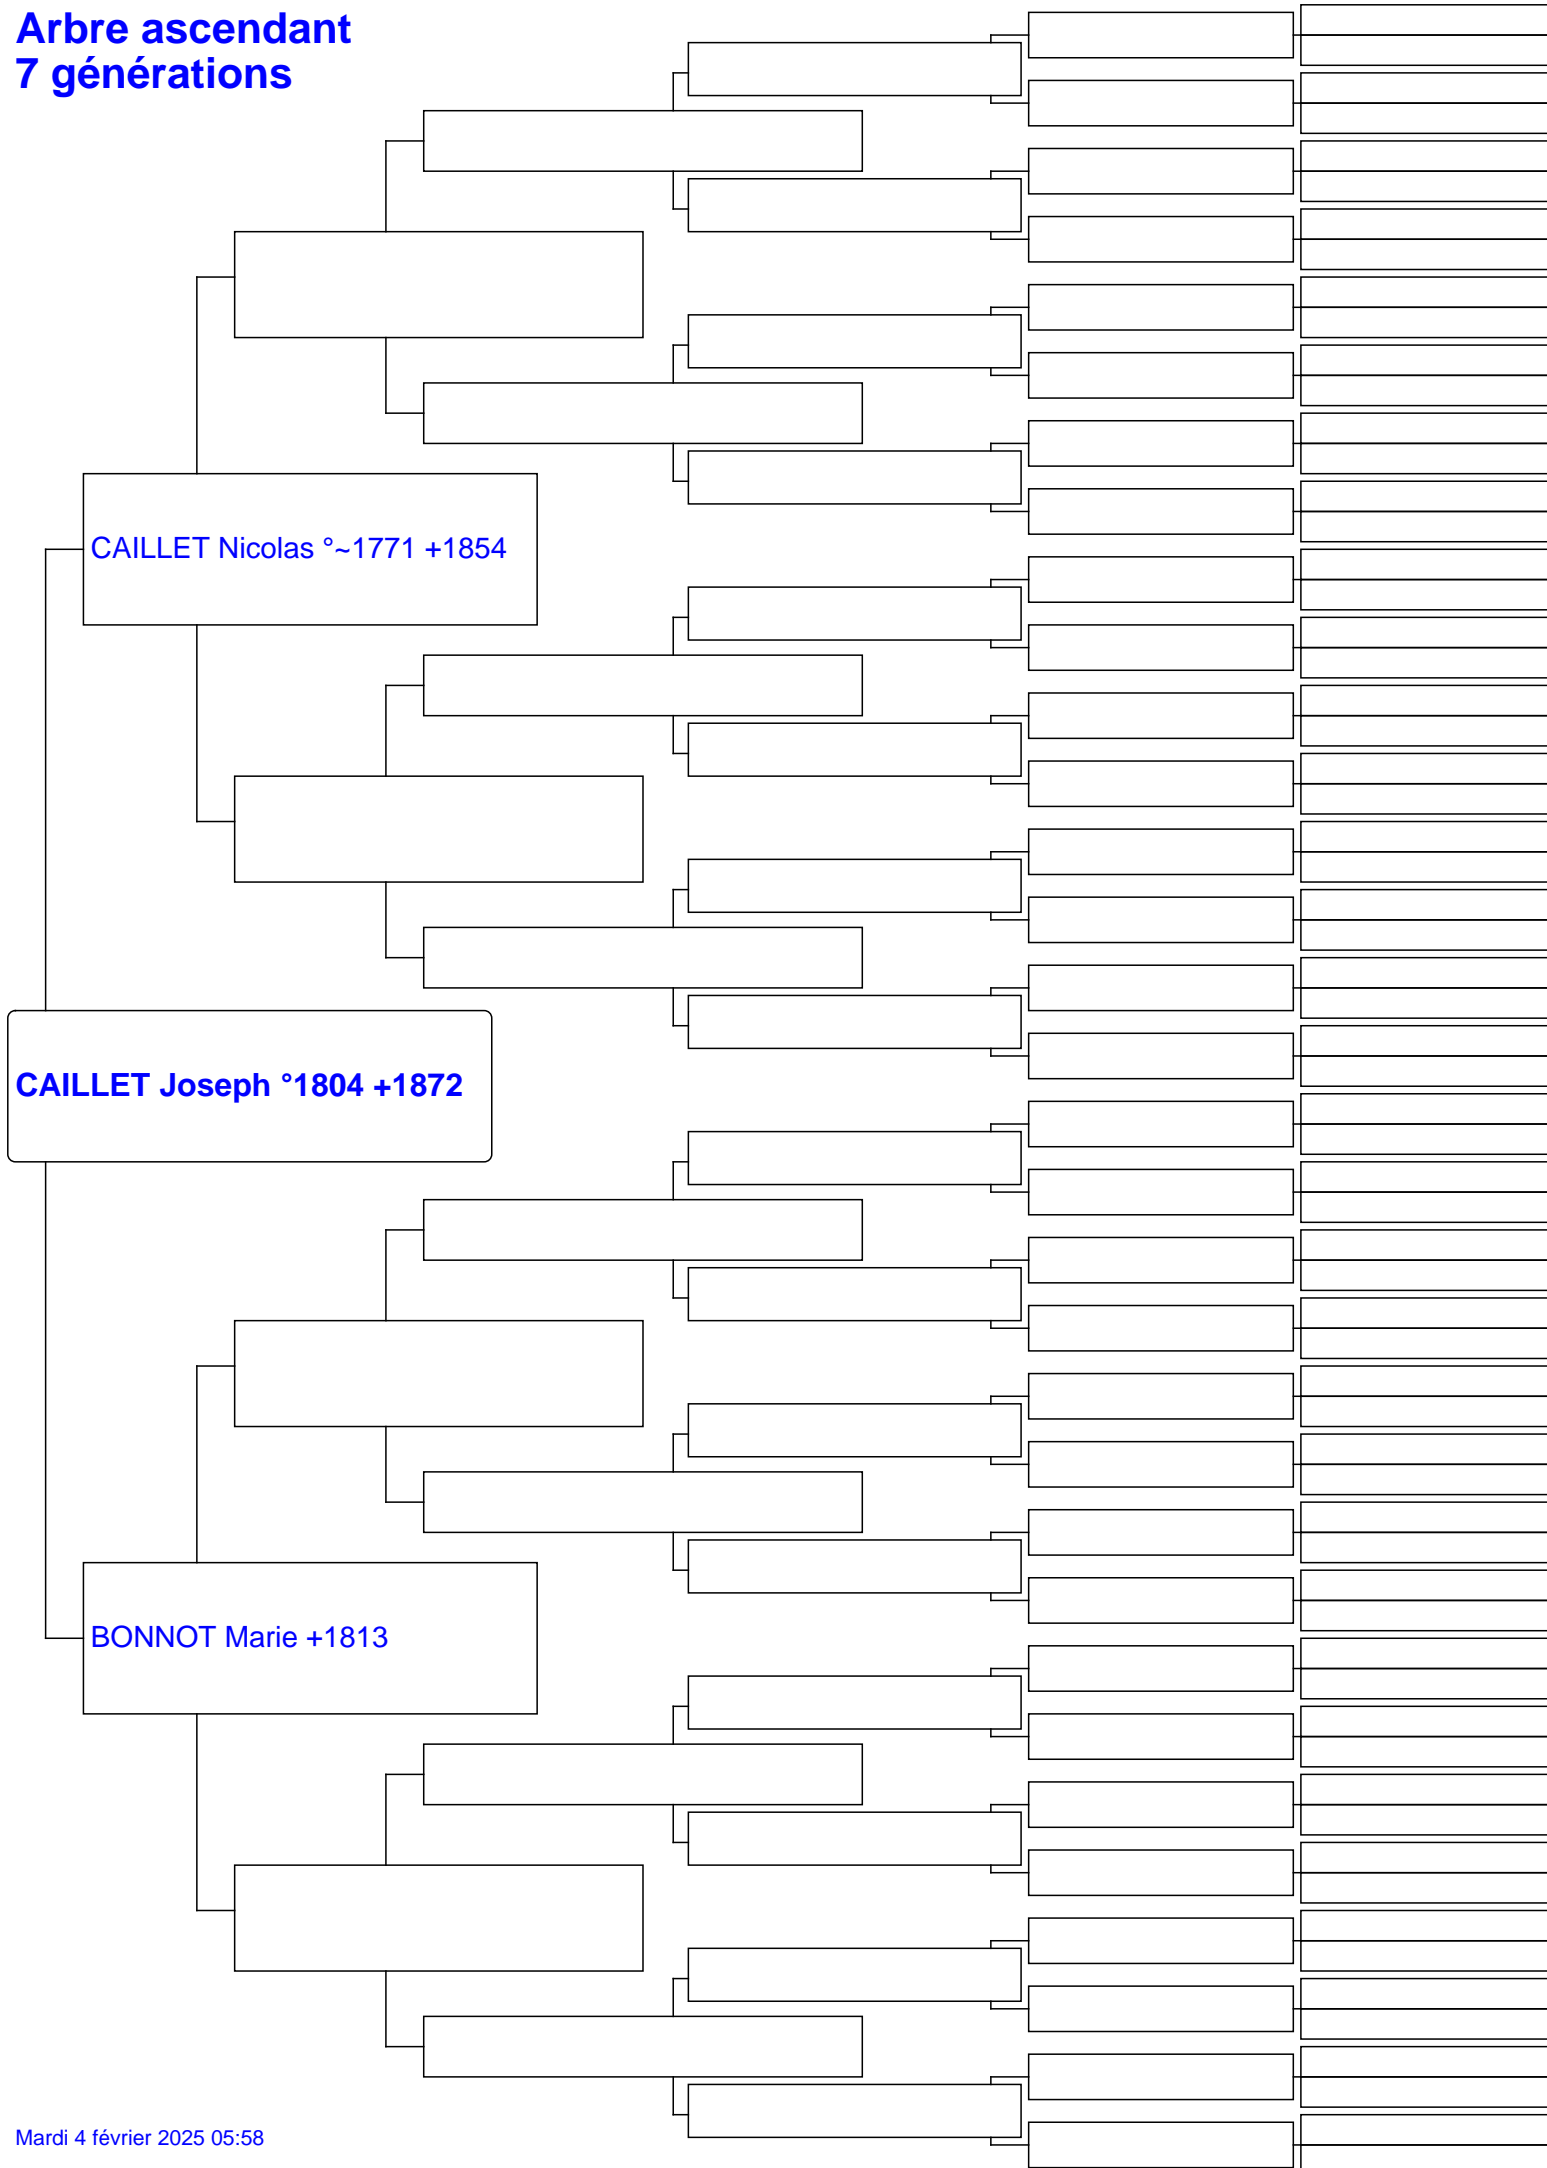 Arbre ascendant
7 générations
CAILLET Nicolas °~1771 +1854
CAILLET Joseph °1804 +1872
BONNOT Marie +1813
Mardi 4 février 2025 05:58